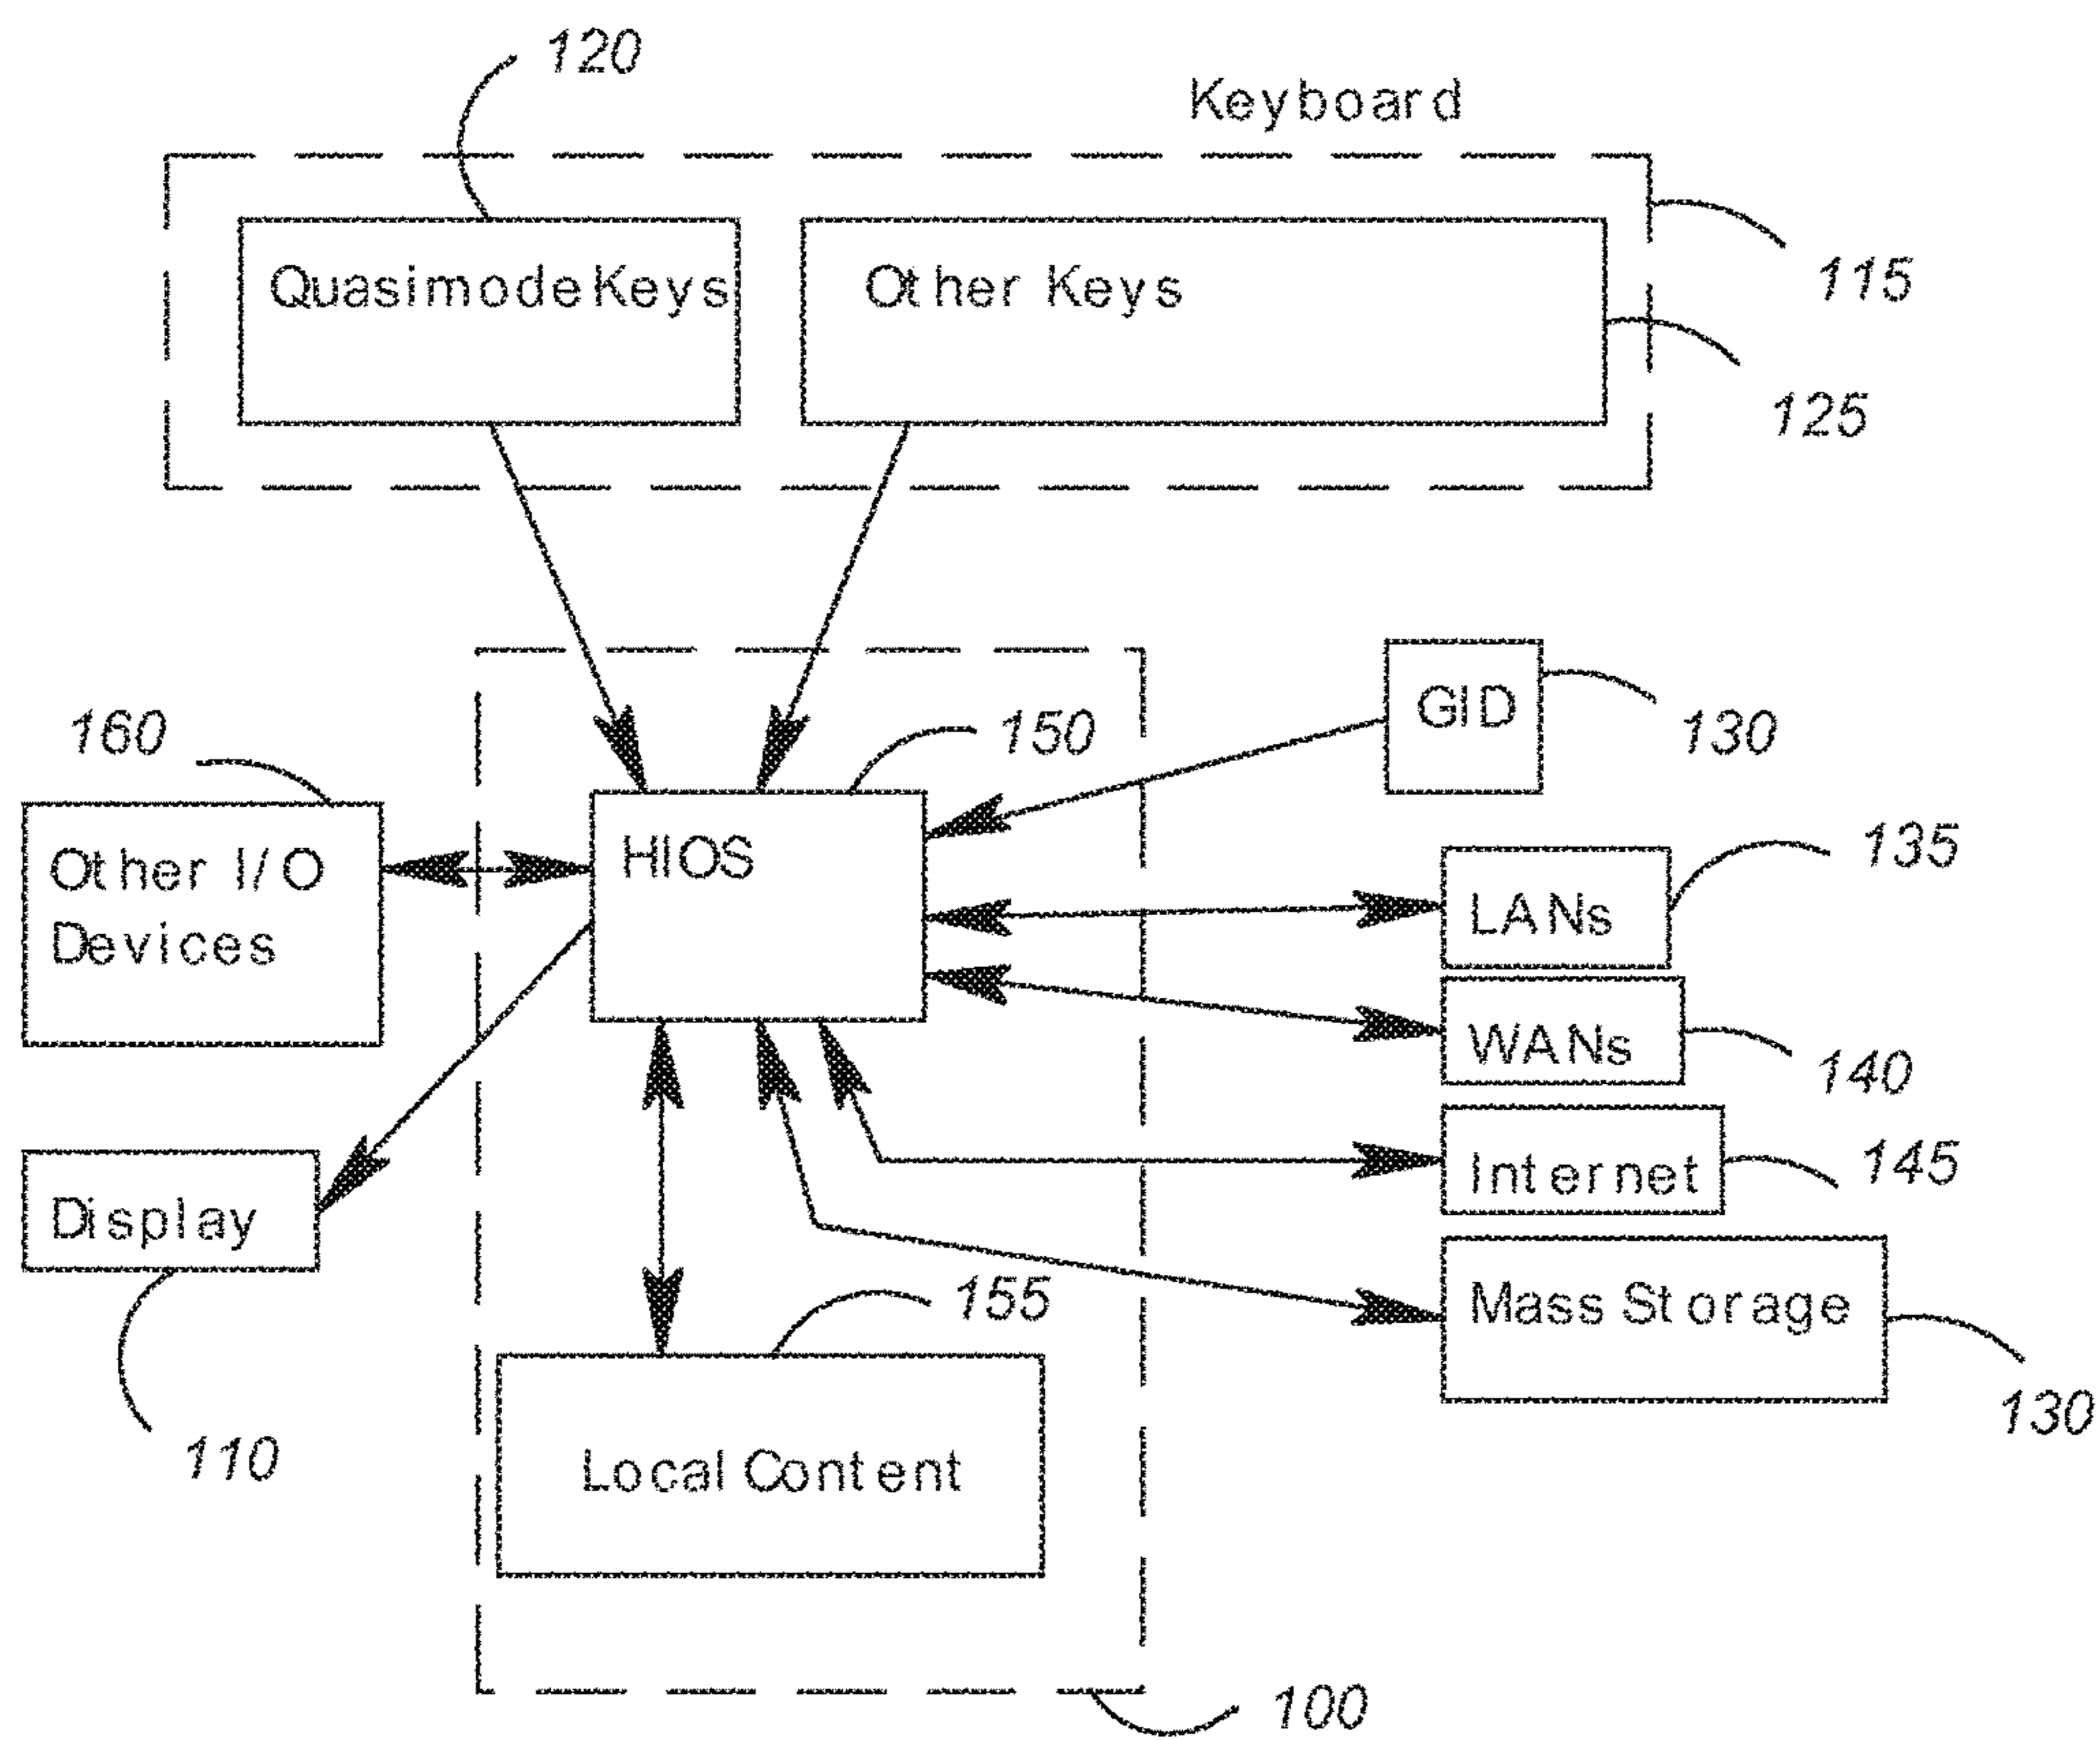 120
Keyboard
Quasimode Keys
Other Keys
115
125
160
150
GID
130
Other I/O
Devices
HIOS
135
LANs
WANs
140
Internet
145
Display
Mass Storage
155
130
110
Local Content
100